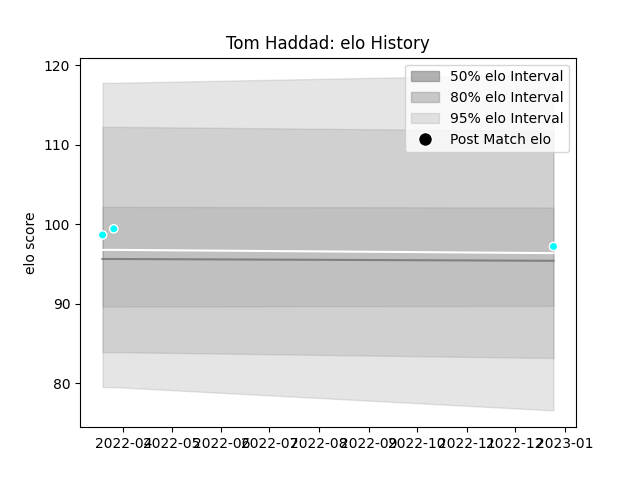 Tom Haddad: elo History
120
110
100
90
80
elo score
50% elo Interval
80% elo Interval
95% elo Interval
Post Match elo
2022-04 2022-05 2022-06 2022-07 2022-08 2022-09 2022-10 2022-11 2022-12 2023-01